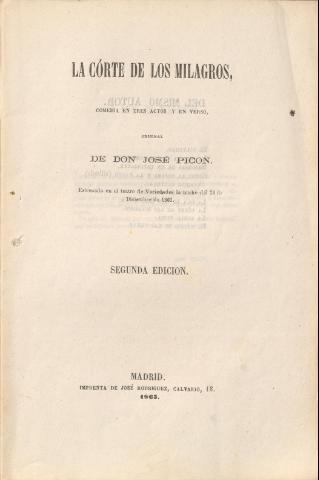 LA CÓRTE DE LOS MILAGROS,
COMEDIA EN TRES ACTOS Y EN VERSO,
ORIGINAL
DE DON JOSÉ PICON.
Estrenada en el teatro de Variedades la noche del 24 de
Diciembre de 1862.
SEGUNDA EDICION.
MADRID.
IMPRENTA DE JOSÉ RODRIGUEZ, CALVARIO, 18.
1863.